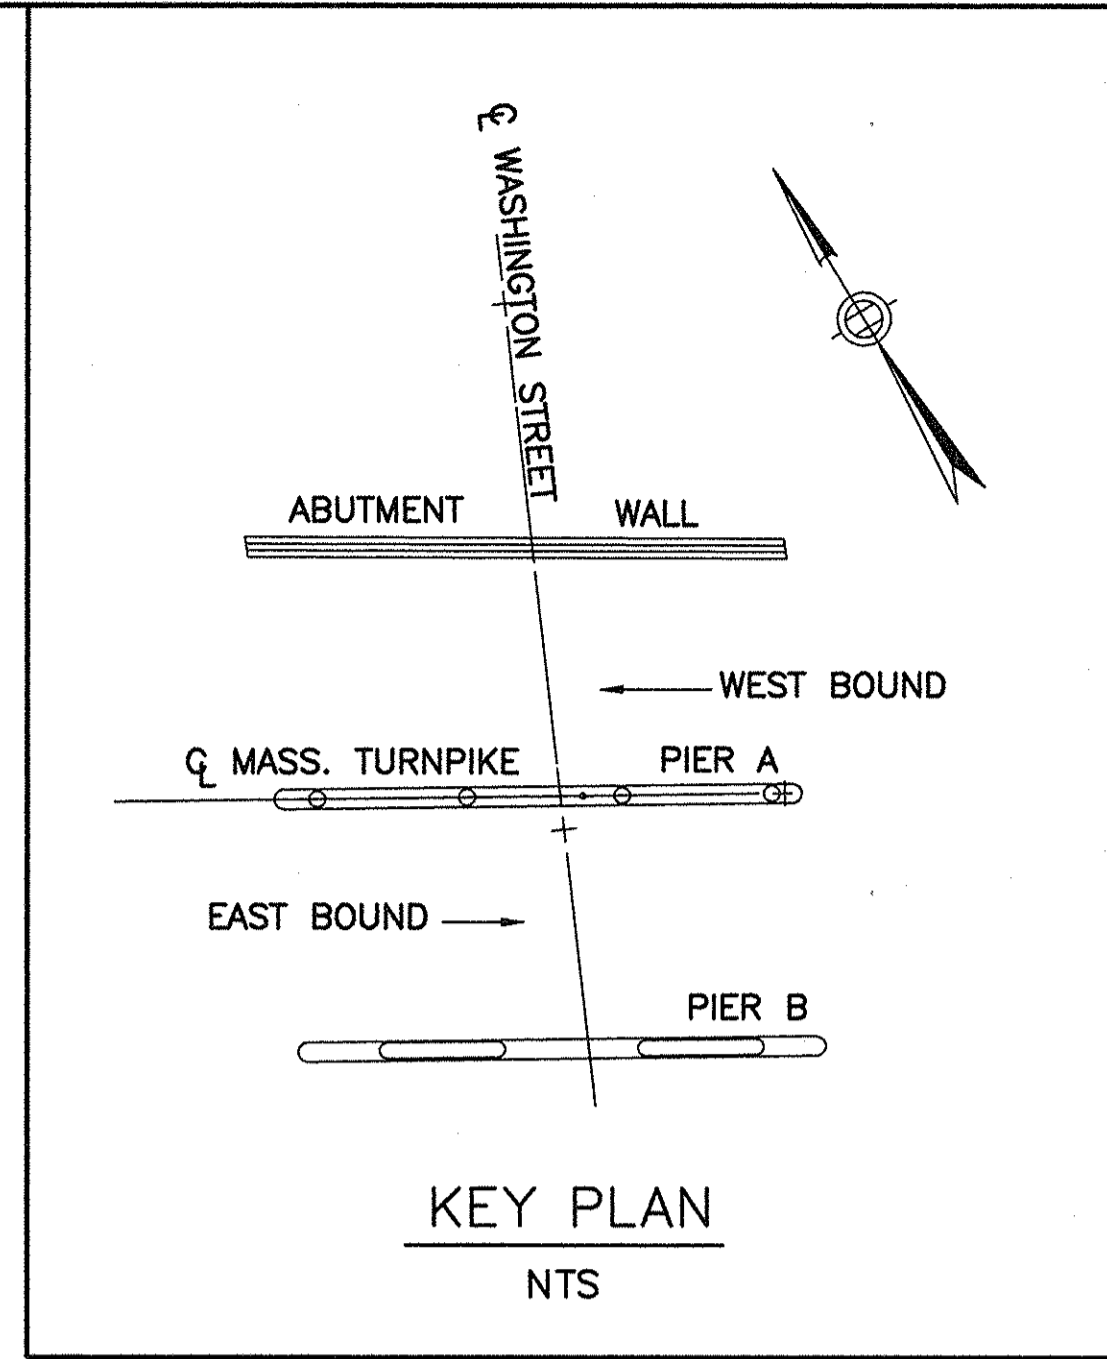 ℄ WASHINGTON STREET
ABUTMENT WALL
WEST BOUND
℄ MASS. TURNPIKE PIER A
EAST BOUND
PIER B
KEY PLAN
NTS